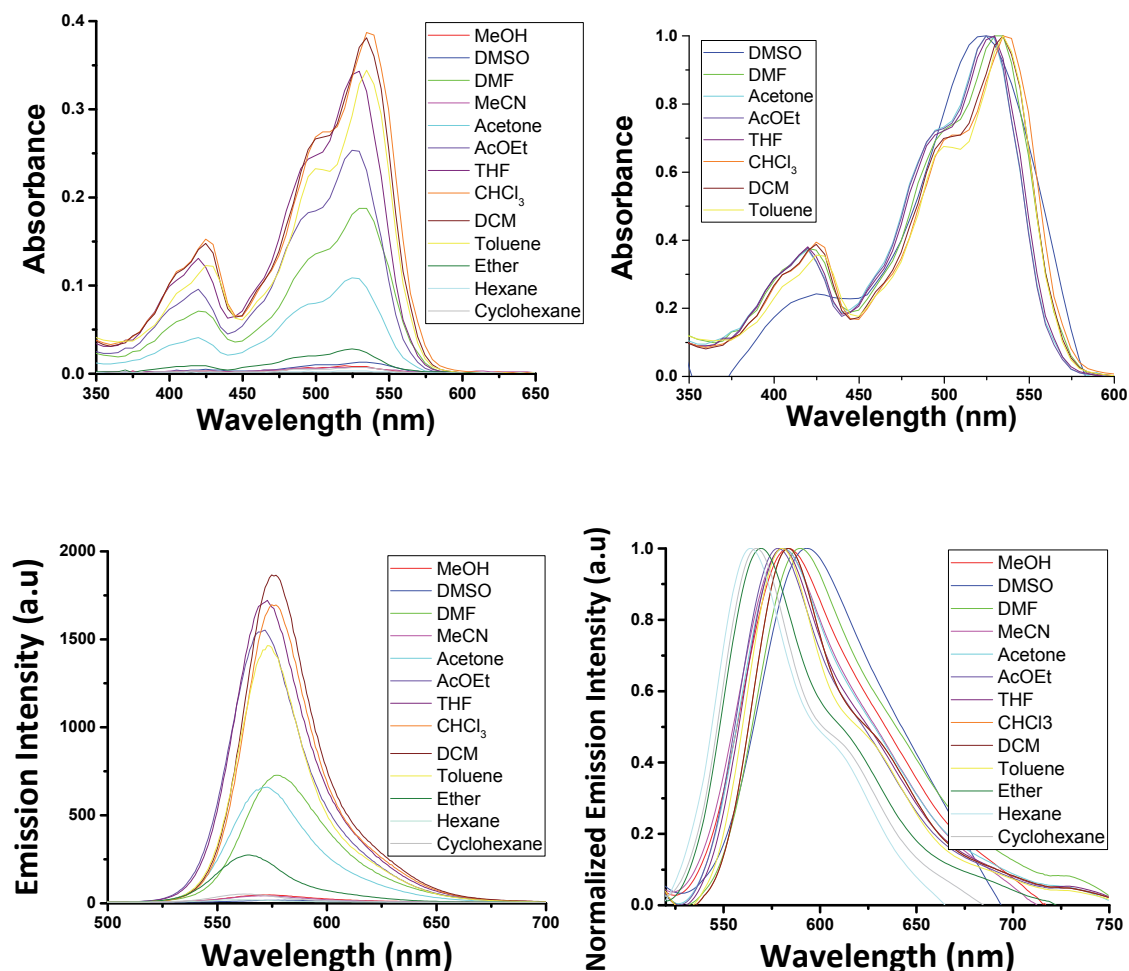 0.4
0.3
0.2
0.1
0.0
Absorbance
350 400 450 500 550 600 650
Wavelength (nm)
MeOH
DMSO
DMF
MeCN
Acetone
AcOEt
THF
CHCl3
DCM
Toluene
Ether
Hexane
Cyclohexane
1.0
0.8
0.6
0.4
0.2
0.0
Absorbance
350 400 450 500 550 600
Wavelength (nm)
DMSO
DMF
Acetone
AcOEt
THF
CHCl3
DCM
Toluene
2000
1500
1000
500
0
Emission Intensity (a.u)
500 550 600 650 700
Wavelength (nm)
MeOH
DMSO
DMF
MeCN
Acetone
AcOEt
THF
CHCl3
DCM
Toluene
Ether
Hexane
Cyclohexane
1.0
0.8
0.6
0.4
0.2
0.0
Normalized Emission Intensity (a.u)
550 600 650 700 750
Wavelength (nm)
MeOH
DMSO
DMF
MeCN
Acetone
AcOEt
THF
CHCl3
DCM
Toluene
Ether
Hexane
Cyclohexane